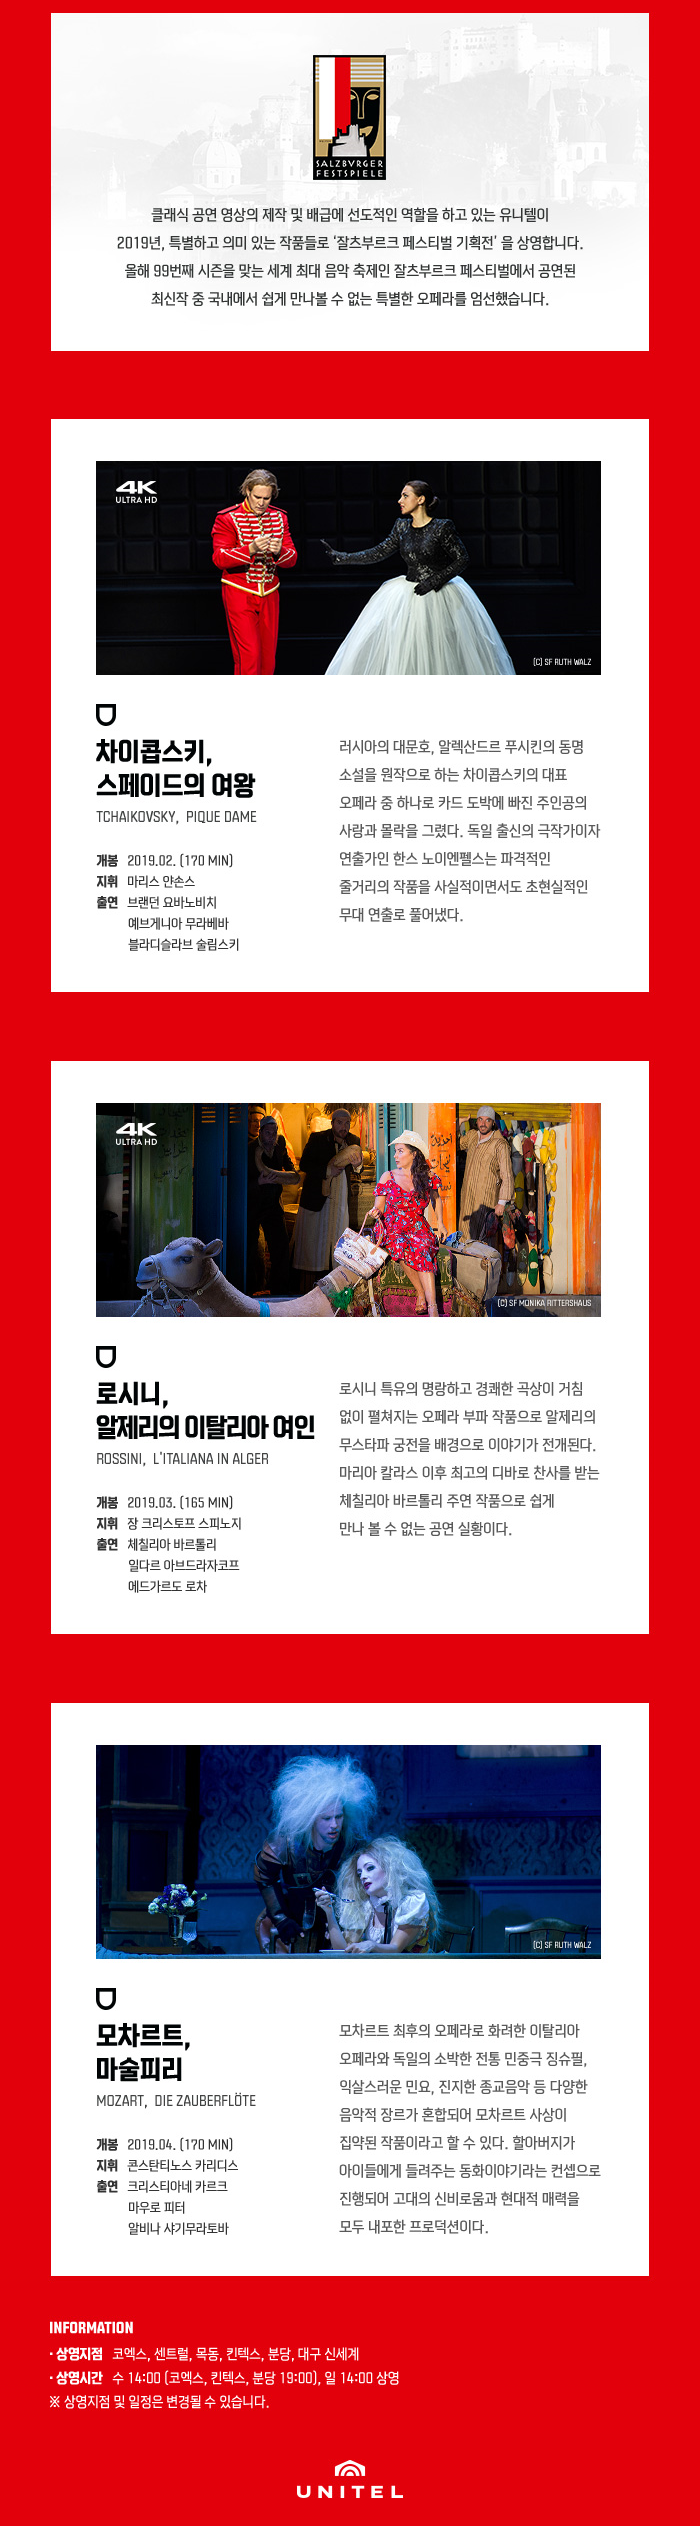 SALZBVRGER
FESTSPIELE
클래식 공연 영상의 제작 및 배급에 선도적인 역할을 하고 있는 유니텔이
2019년, 특별하고 의미 있는 작품들로 '잘츠부르크 페스티벌 기획전' 을 상영합니다.
올해 99번째 시즌을 맞는 세계 최대 음악 축제인 잘츠부르크 페스티벌에서 공연된
최신작 중 국내에서 쉽게 만나볼 수 없는 특별한 오페라를 엄선했습니다.
4K
ULTRA HD
(C) SF RUTH WALZ
D
차이콥스키,
스페이드의 여왕
TCHAIKOVSKY, PIQUE DAME
개봉 2019.02. (170 MIN)
지휘 마리스 얀손스
출연 브랜던 요바노비치
예브게니아 무라베바
블라디슬라브 술림스키
러시아의 대문호, 알렉산드르 푸시킨의 동명
소설을 원작으로 하는 차이콥스키의 대표
오페라 중 하나로 카드 도박에 빠진 주인공의
사랑과 몰락을 그렸다. 독일 출신의 극작가이자
연출가인 한스 노이엔펠스는 파격적인
줄거리의 작품을 사실적이면서도 초현실적인
무대 연출로 풀어냈다.
4K
ULTRA HD
(C) SF MONIKA RITTERSHAUS
D
로시니,
알제리의 이탈리아 여인
ROSSINI, L'ITALIANA IN ALGER
개봉 2019.03. (165 MIN)
지휘 장 크리스토프 스피노지
출연 체칠리아 바르톨리
일다르 아브드라자코프
에드가르도 로차
로시니 특유의 명랑하고 경쾌한 곡상이 거침
없이 펼쳐지는 오페라 부파 작품으로 알제리의
무스타파 궁전을 배경으로 이야기가 전개된다.
마리아 칼라스 이후 최고의 디바로 찬사를 받는
체칠리아 바르톨리 주연 작품으로 쉽게
만나 볼 수 없는 공연 실황이다.
(C) SF RUTH WALZ
D
모차르트,
마술피리
MOZART, DIE ZAUBERFLÖTE
개봉 2019.04. (170 MIN)
지휘 콘스탄티노스 카리디스
출연 크리스티아네 카르크
마우로 피터
알비나 샤기무라토바
모차르트 최후의 오페라로 화려한 이탈리아
오페라와 독일의 소박한 전통 민중극 징슈필,
익살스러운 민요, 진지한 종교음악 등 다양한
음악적 장르가 혼합되어 모차르트 사상이
집약된 작품이라고 할 수 있다. 할아버지가
아이들에게 들려주는 동화이야기라는 컨셉으로
진행되어 고대의 신비로움과 현대적 매력을
모두 내포한 프로덕션이다.
INFORMATION
· 상영지점 코엑스, 센트럴, 목동, 킨텍스, 분당, 대구 신세계
· 상영시간 수 14:00 (코엑스, 킨텍스, 분당 19:00), 일 14:00 상영
※ 상영지점 및 일정은 변경될 수 있습니다.
UNITEL